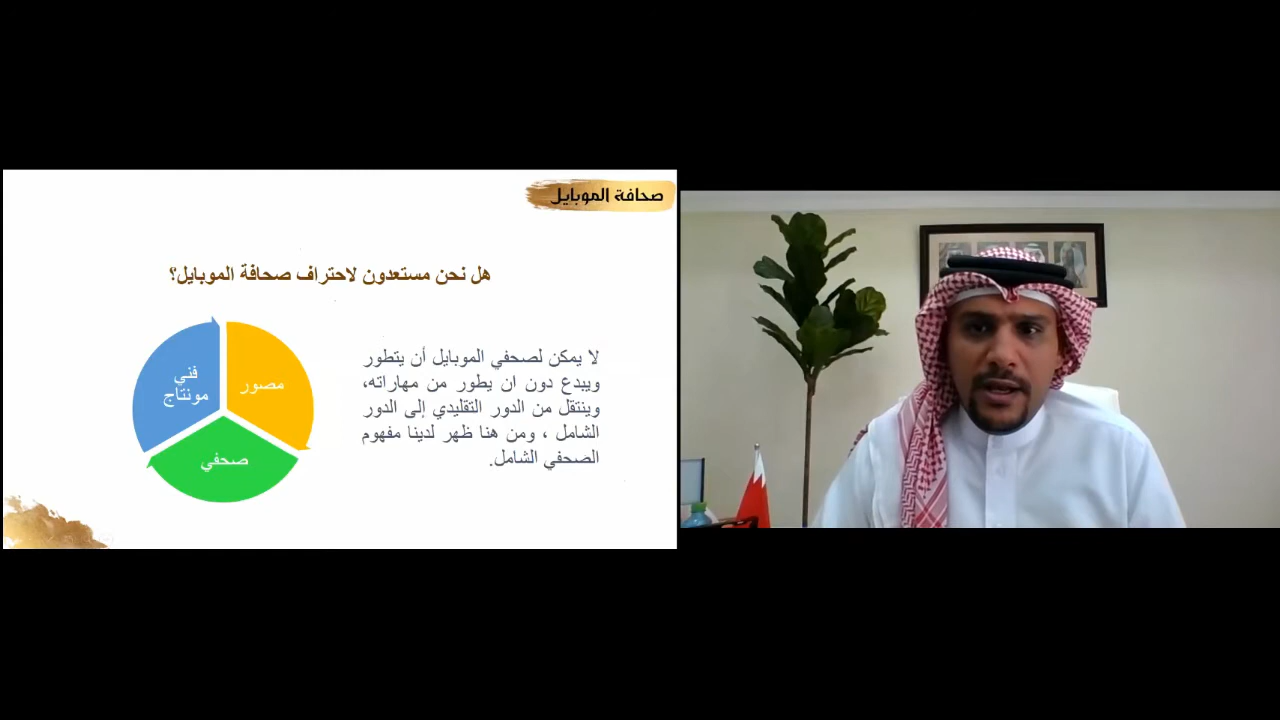 صحافة الموبايل
هل نحن مستعدون لاحتراف صحافة الموبايل؟
لا يمكن لصحفي الموبايل أن يتطور
ويبدع دون ان يطور من مهاراته،
وينتقل من الدور التقليدي إلى الدور
الشامل ، ومن هنا ظهر لدينا مفهوم
الصحفي الشامل.
مصور
فني
مونتاج
صحفي